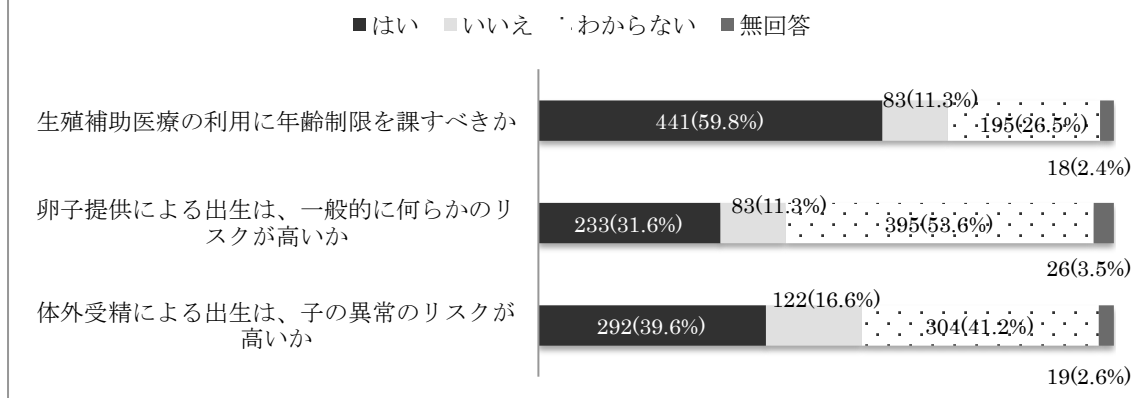 はい いいえ わからない 無回答
生殖補助医療の利用に年齢制限を課すべきか
441(59.8%)
83(11.3%)
195(26.5%)
18(2.4%)
卵子提供による出生は、一般的に何らかのリ
スクが高いか
233(31.6%)
83(11.3%)
395(53.6%)
26(3.5%)
体外受精による出生は、子の異常のリスクが
高いか
292(39.6%)
122(16.6%)
304(41.2%)
19(2.6%)